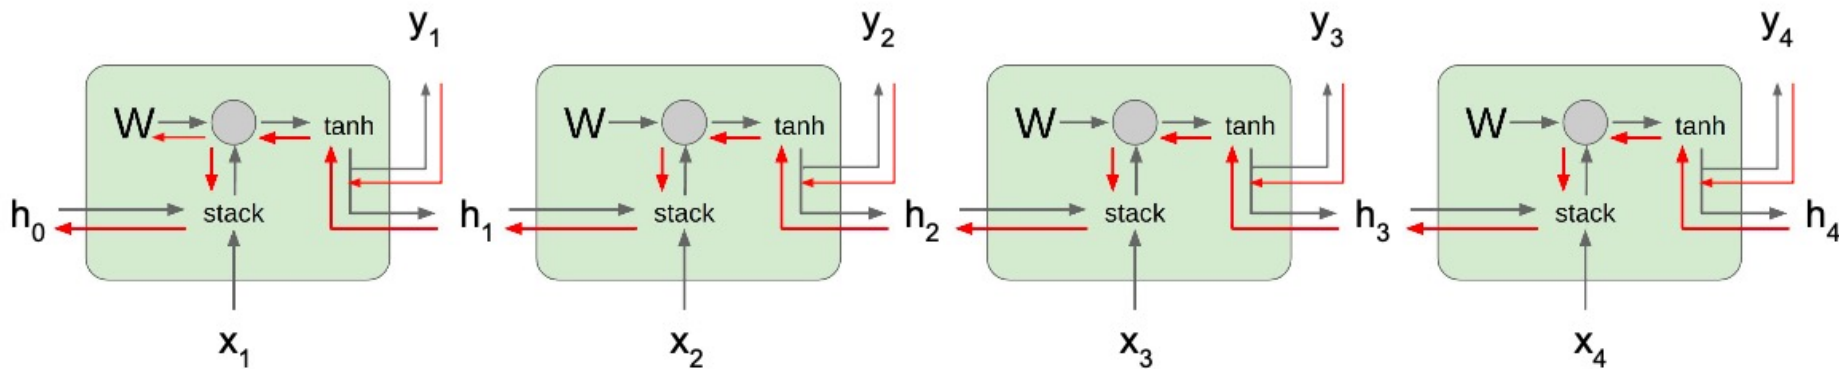 y₁ y₂ y₃ y₄
W tanh W tanh W tanh W tanh
h₀ stack h₁ stack h₂ stack h₃ stack h₄
x₁ x₂ x₃ x₄